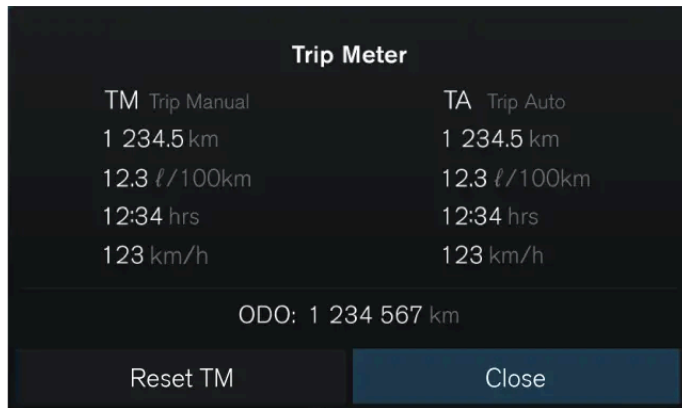 Trip Meter
TM Trip Manual
1 234.5 km
12.3 ℓ/100km
12:34 hrs
123 km/h
TA Trip Auto
1 234.5 km
12.3 ℓ/100km
12:34 hrs
123 km/h
ODO: 1 234 567 km
Reset TM
Close